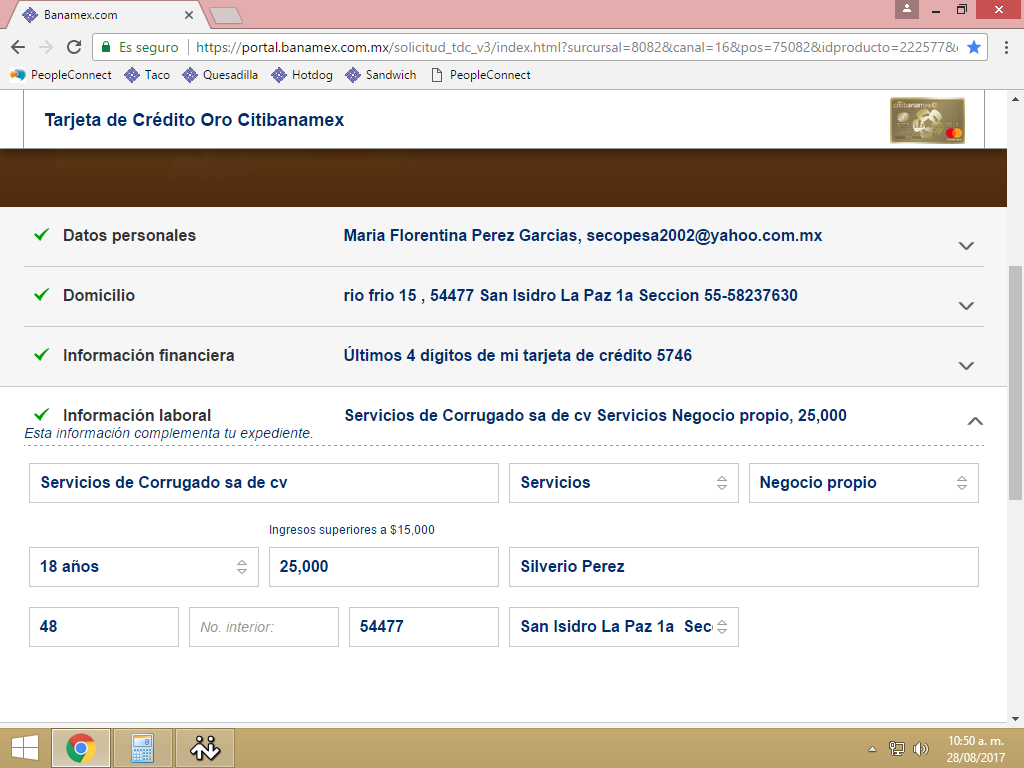 Banamex.com
Es seguro https://portal.banamex.com.mx/solicitud_tdc_v3/index.html?surcursal=8082&canal=16&pos=75082&idproducto=222577&
PeopleConnect Taco Quesadilla Hotdog Sandwich PeopleConnect
Tarjeta de Crédito Oro Citibanamex
citibanamex
Datos personales Maria Florentina Perez Garcias, secopesa2002@yahoo.com.mx
Domicilio rio frio 15 , 54477 San Isidro La Paz 1a Seccion 55-58237630
Información financiera Últimos 4 dígitos de mi tarjeta de crédito 5746
Información laboral Servicios de Corrugado sa de cv Servicios Negocio propio, 25,000
Esta información complementa tu expediente.
Servicios de Corrugado sa de cv Servicios Negocio propio
Ingresos superiores a $15,000
18 años 25,000 Silverio Perez
48 No. interior: 54477 San Isidro La Paz 1a Sec
10:50 a. m.
28/08/2017